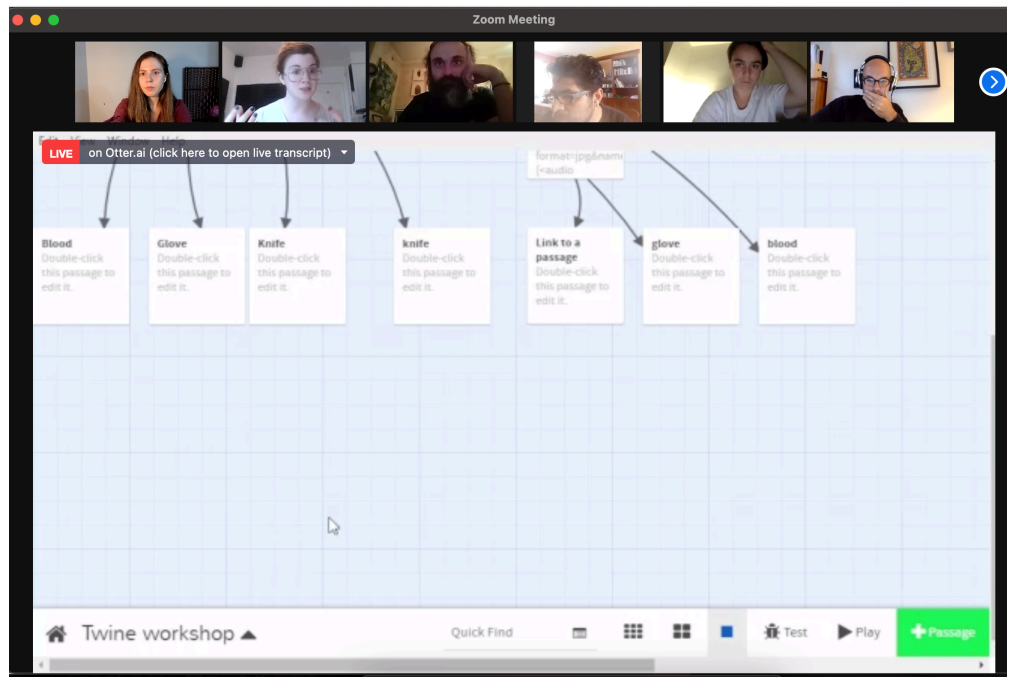 Zoom Meeting
Edit View Window Help
LIVE on Otter.ai (click here to open live transcript)
format=jpg&name
[<audio
Blood
Double-click
this passage to
edit it.
Glove
Double-click
this passage to
edit it.
Knife
Double-click
this passage to
edit it.
knife
Double-click
this passage to
edit it.
Link to a
passage
Double-click
this passage to
edit it.
glove
Double-click
this passage to
edit it.
blood
Double-click
this passage to
edit it.
Twine workshop
Quick Find
Test
Play
Passage